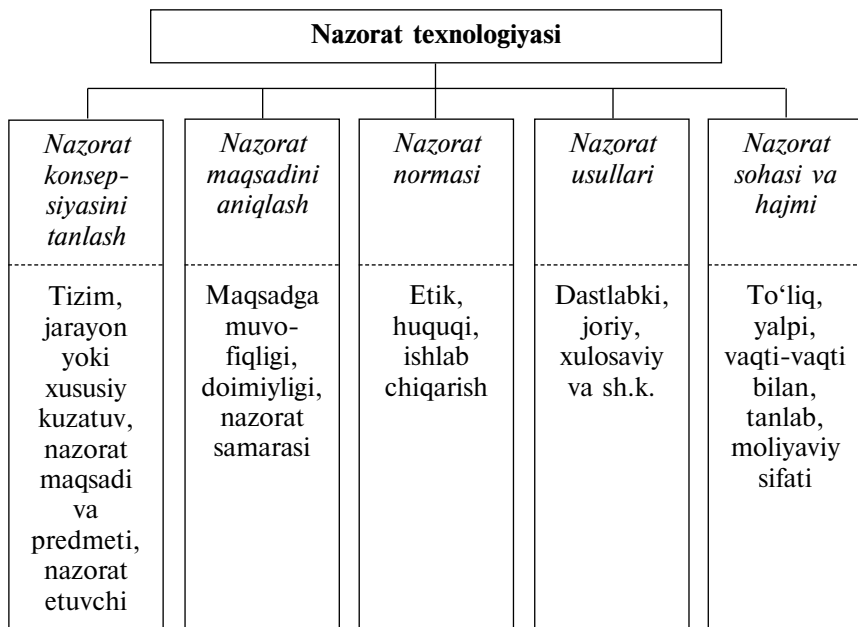 Nazorat texnologiyasi
Nazorat
konsep-
siyasini
tanlash
Tizim,
jarayon
yoki
xususiy
kuzatuv,
nazorat
maqsadi
va
predmeti,
nazorat
etuvchi
Nazorat
maqsadini
aniqlash
Maqsadga
muvo-
fiqligi,
doimiyligi,
nazorat
samarasi
Nazorat
normasi
Etik,
huquqi,
ishlab
chiqarish
Nazorat
usullari
Dastlabki,
joriy,
xulosaviy
va sh.k.
Nazorat
sohasi va
hajmi
To‘liq,
yalpi,
vaqti-vaqti
bilan,
tanlab,
moliyaviy
sifati